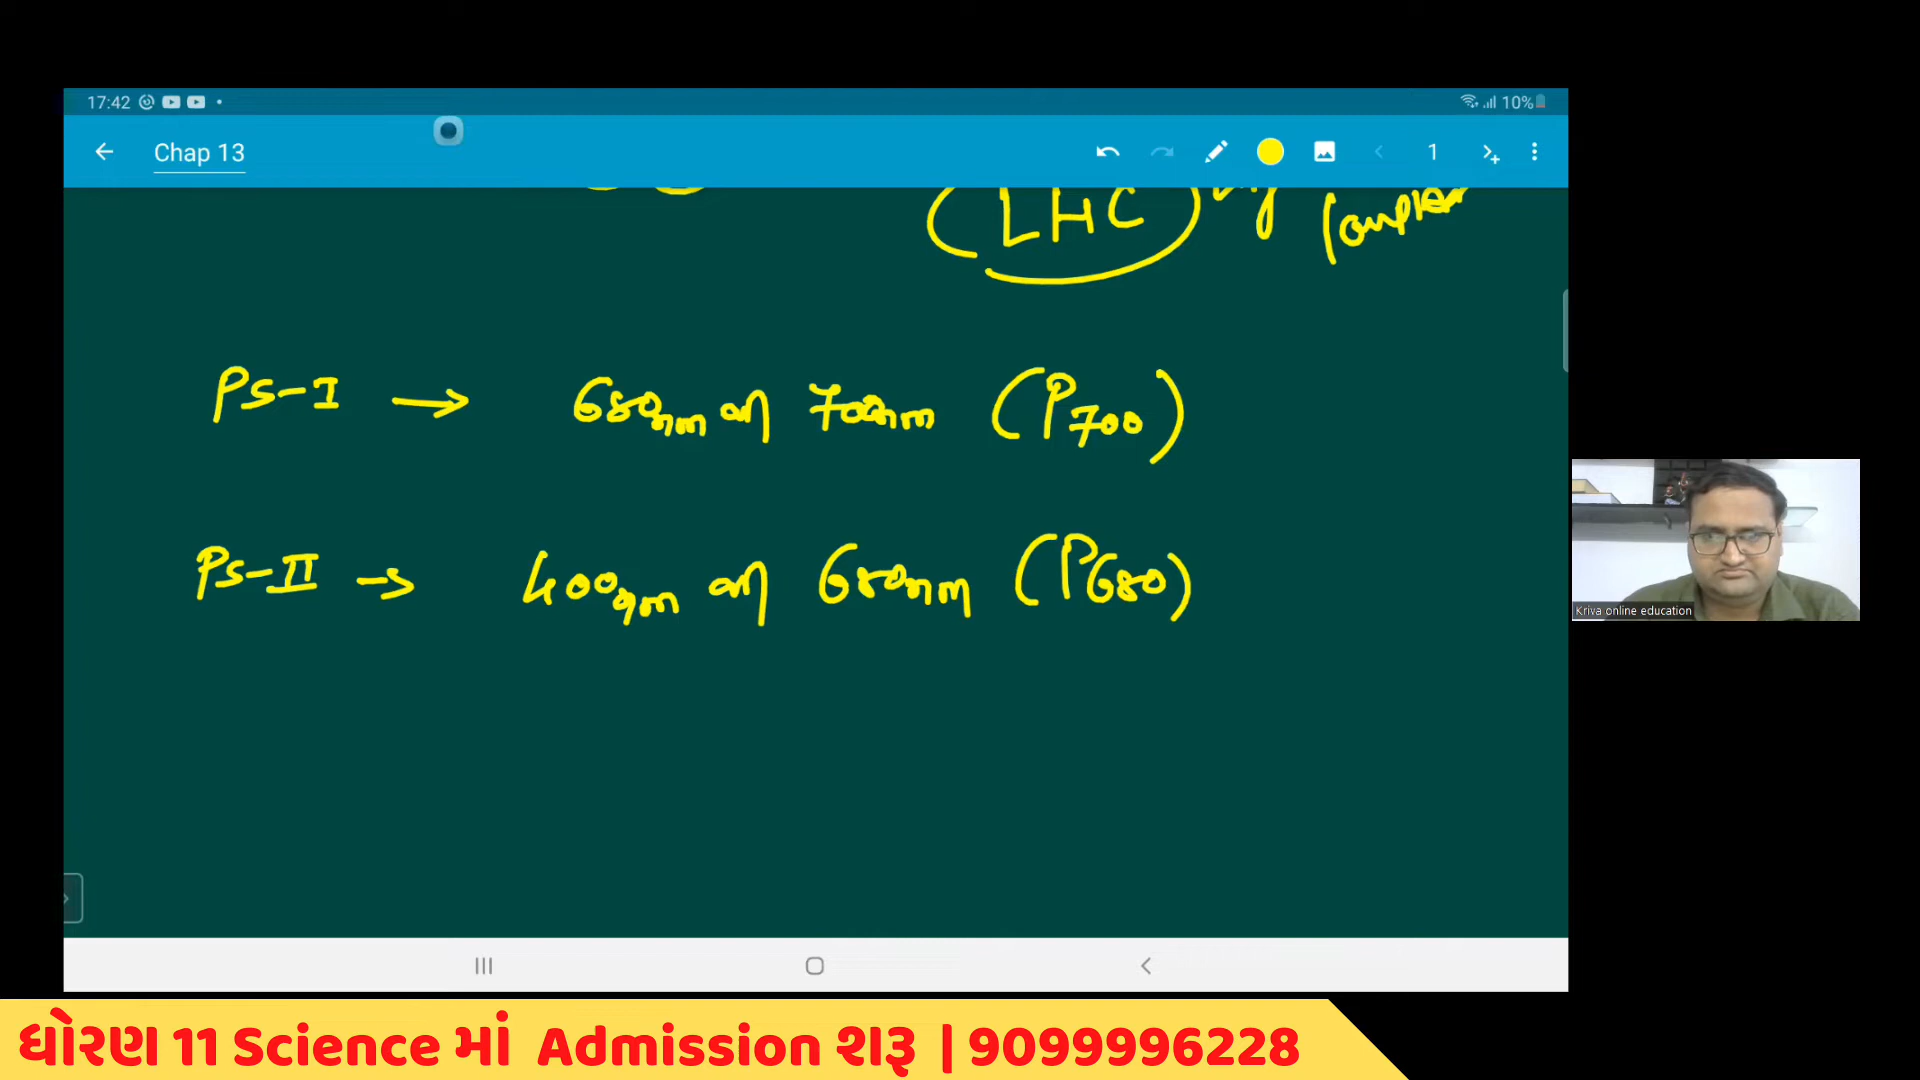 17:42 10%
Chap 13
1
(LHC)
PS-I → 680nm થી 700nm (P700)
PS-II → 400nm થી 680nm (P680)
Kriva online education
ધોરણ 11 Science માં Admission શરૂ | 9099996228